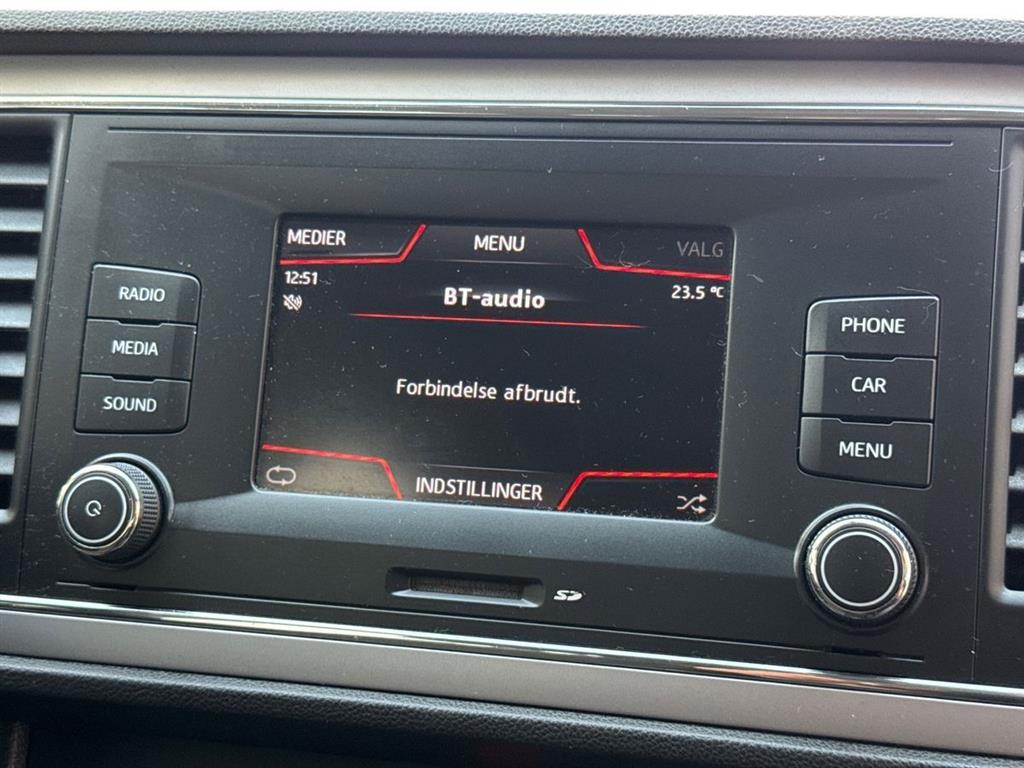 MEDIER MENU VALG
12:51
23.5 °C
BT-audio
Forbindelse afbrudt.
INDSTILLINGER
RADIO
MEDIA
SOUND
PHONE
CAR
MENU
SD